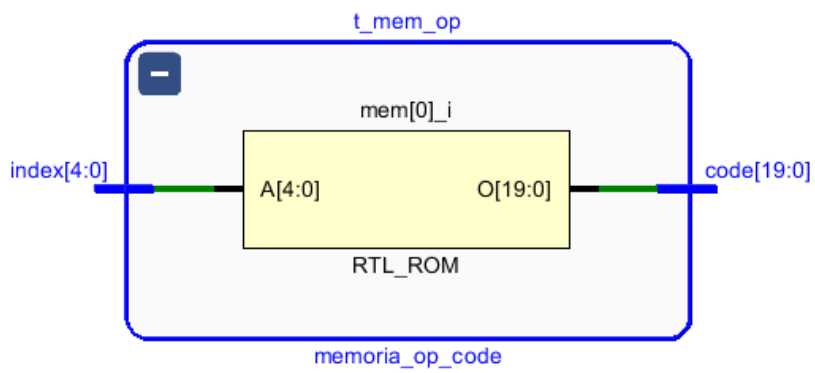 t_mem_op
mem[0]_i
index[4:0]
code[19:0]
A[4:0]
O[19:0]
RTL_ROM
memoria_op_code